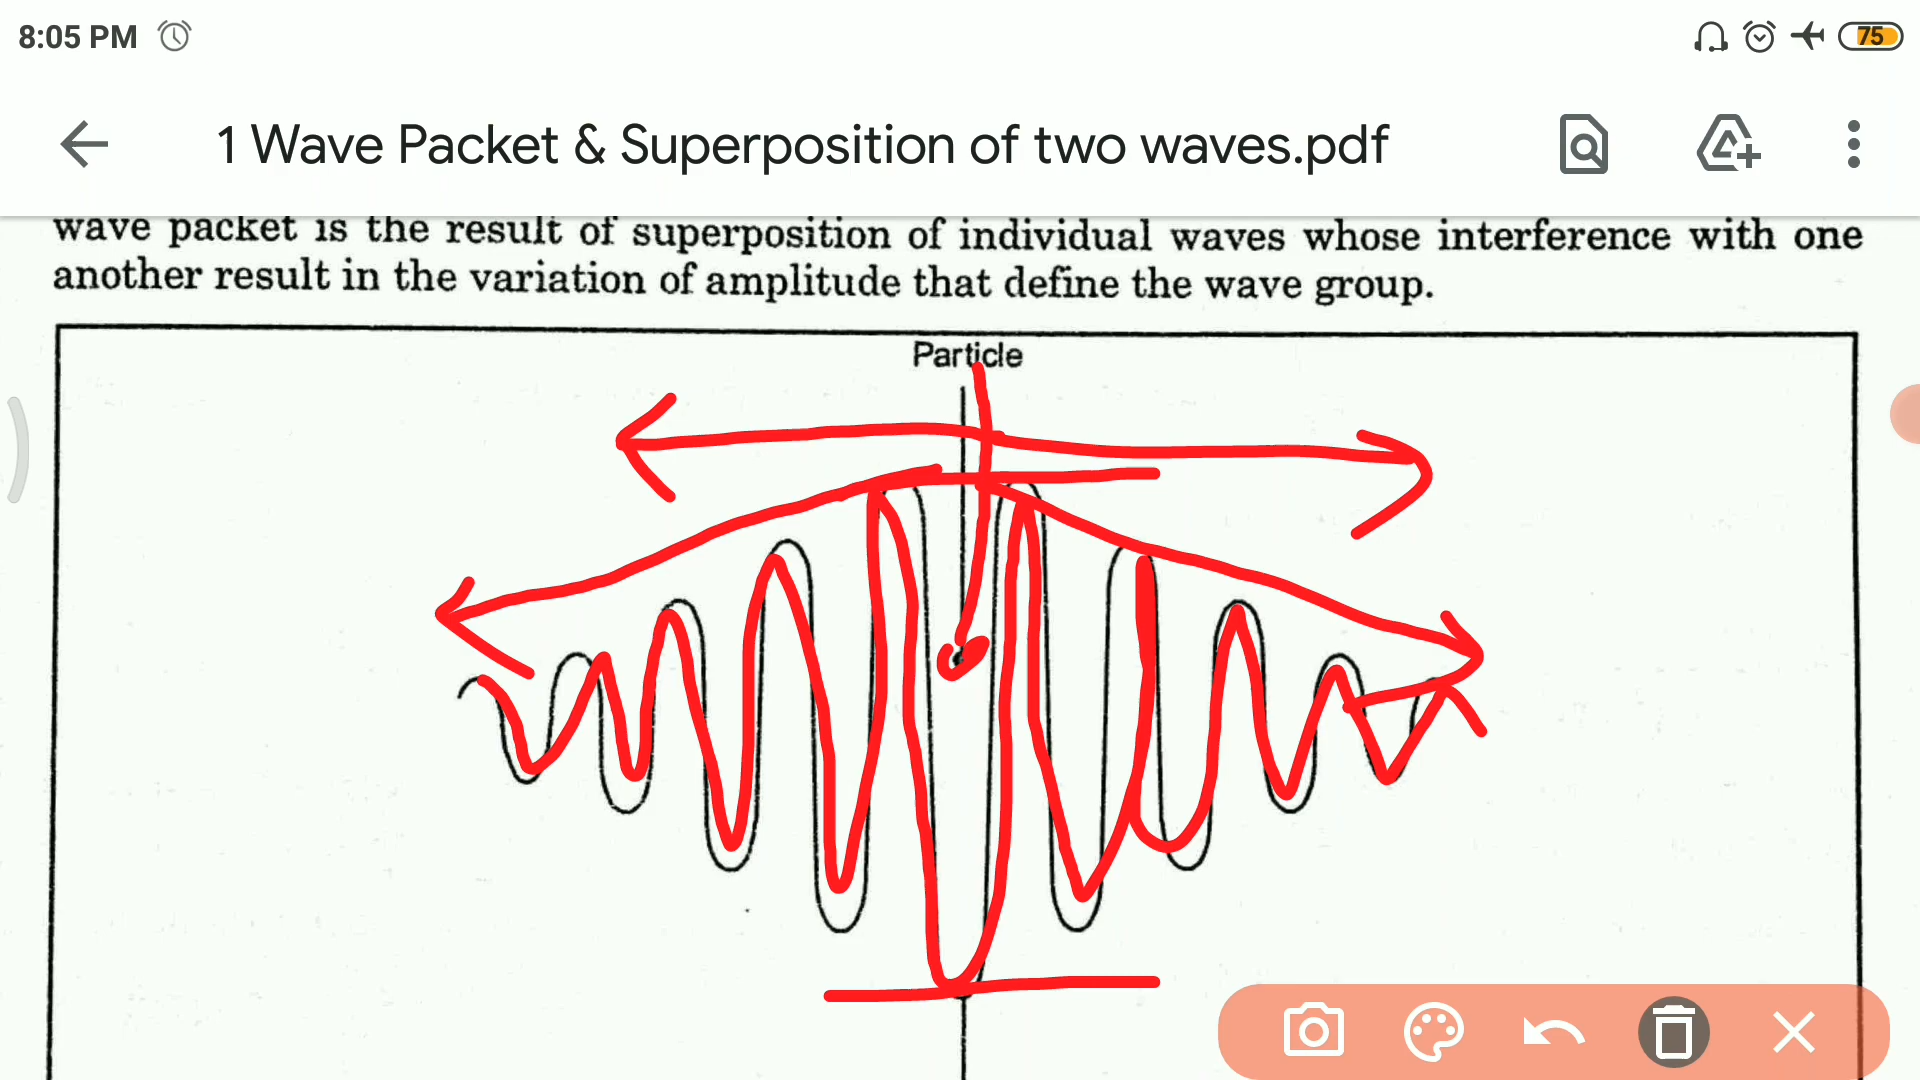 8:05 PM
75
1 Wave Packet & Superposition of two waves.pdf
wave packet is the result of superposition of individual waves whose interference with one
another result in the variation of amplitude that define the wave group.
Particle